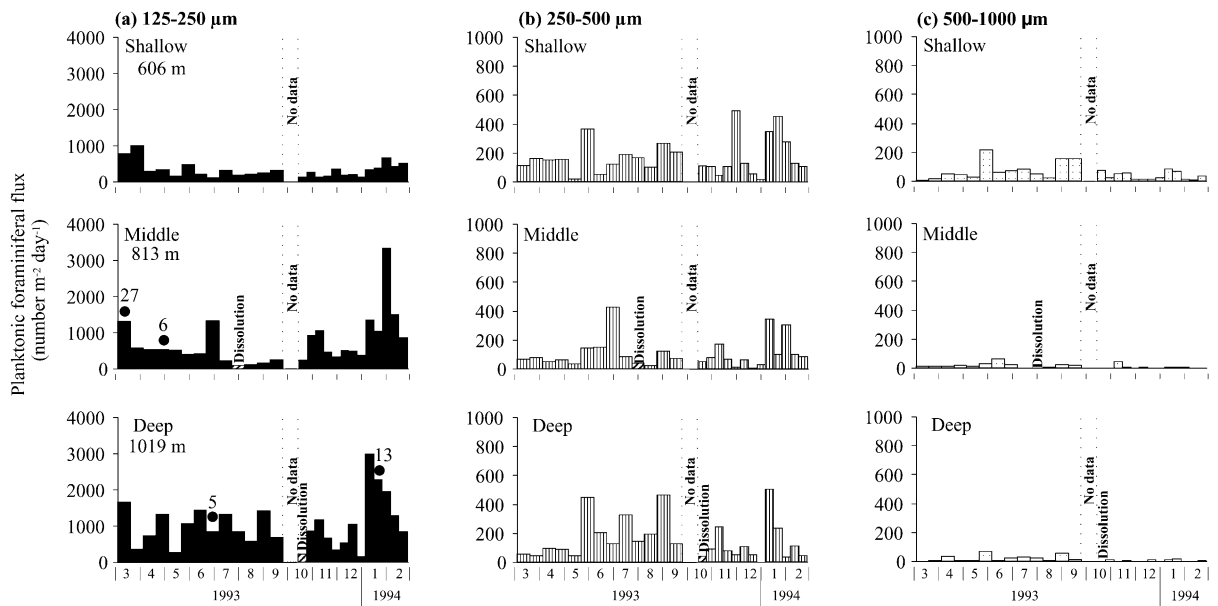 (a) 125-250 µm
(b) 250-500 µm
(c) 500-1000 µm
Planktonic foraminiferal flux
(number m⁻² day⁻¹)
Shallow
606 m
4000
3000
2000
1000
0
No data
Shallow
1000
800
600
400
200
0
No data
Shallow
1000
800
600
400
200
0
No data
Middle
813 m
4000
3000
2000
1000
0
27
6
Dissolution
No data
Middle
1000
800
600
400
200
0
Dissolution
No data
Middle
1000
800
600
400
200
0
Dissolution
No data
Deep
1019 m
4000
3000
2000
1000
0
5
13
No data
Dissolution
Deep
1000
800
600
400
200
0
No data
Dissolution
Deep
1000
800
600
400
200
0
No data
Dissolution
3 4 5 6 7 8 9 10 11 12 1 2
1993 1994
3 4 5 6 7 8 9 10 11 12 1 2
1993 1994
3 4 5 6 7 8 9 10 11 12 1 2
1993 1994